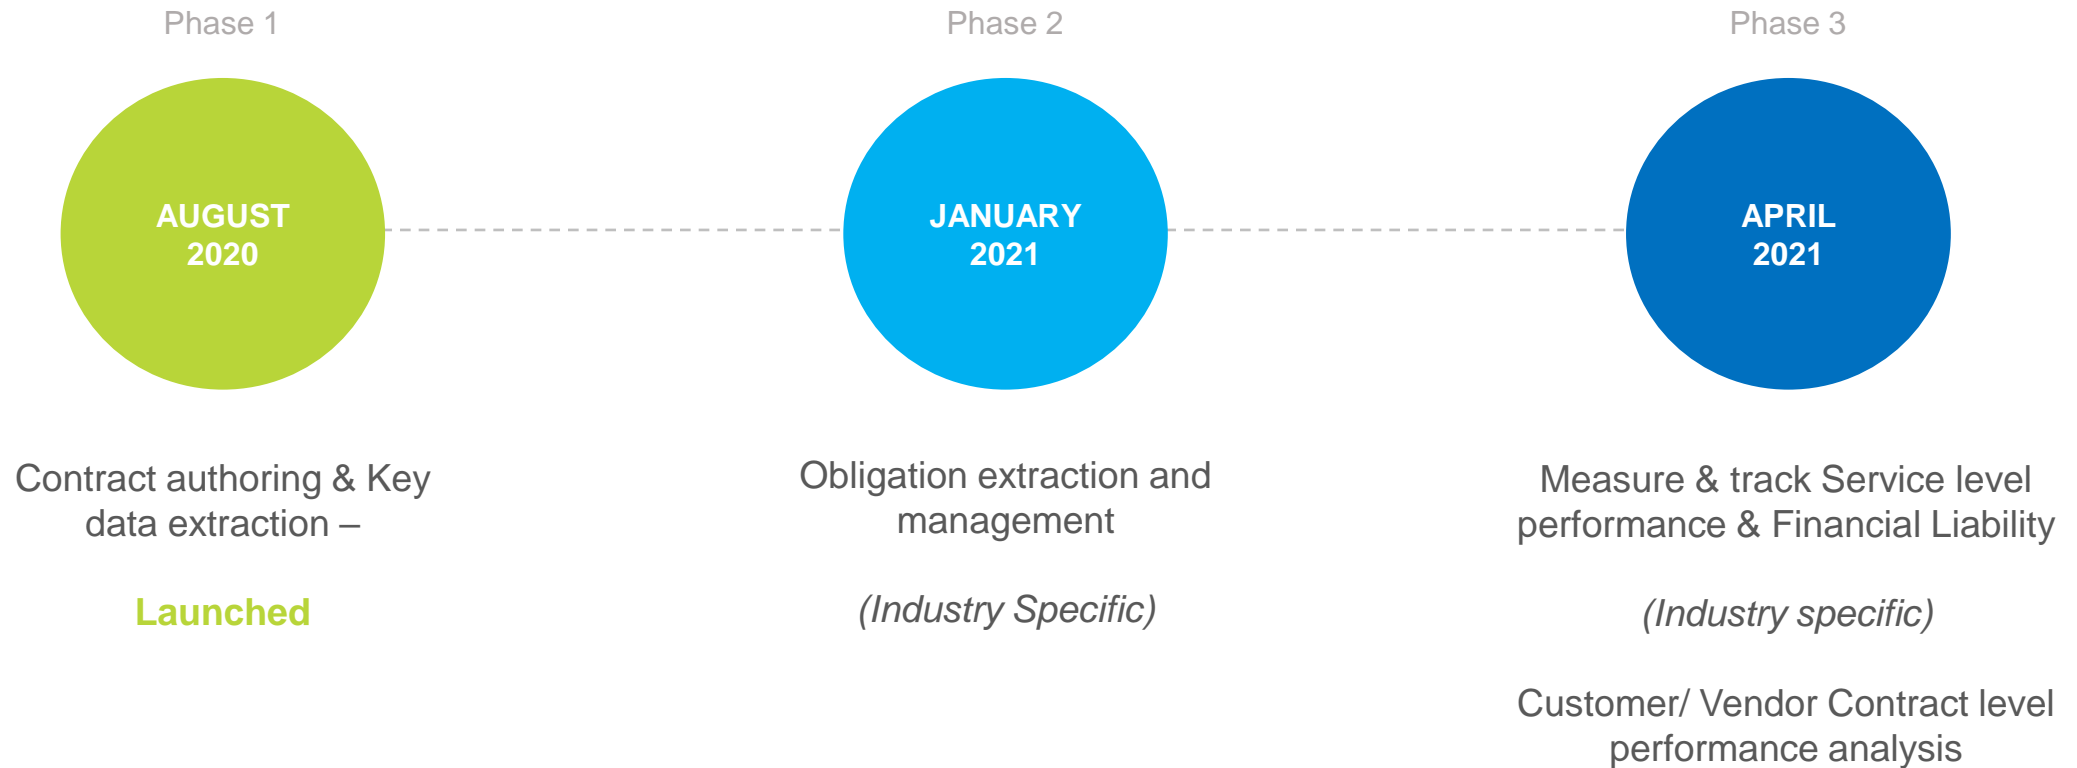 Phase 1
AUGUST
2020
Contract authoring & Key
data extraction –
Launched
Phase 2
JANUARY
2021
Obligation extraction and
management
(Industry Specific)
Phase 3
APRIL
2021
Measure & track Service level
performance & Financial Liability
(Industry specific)
Customer/ Vendor Contract level
performance analysis